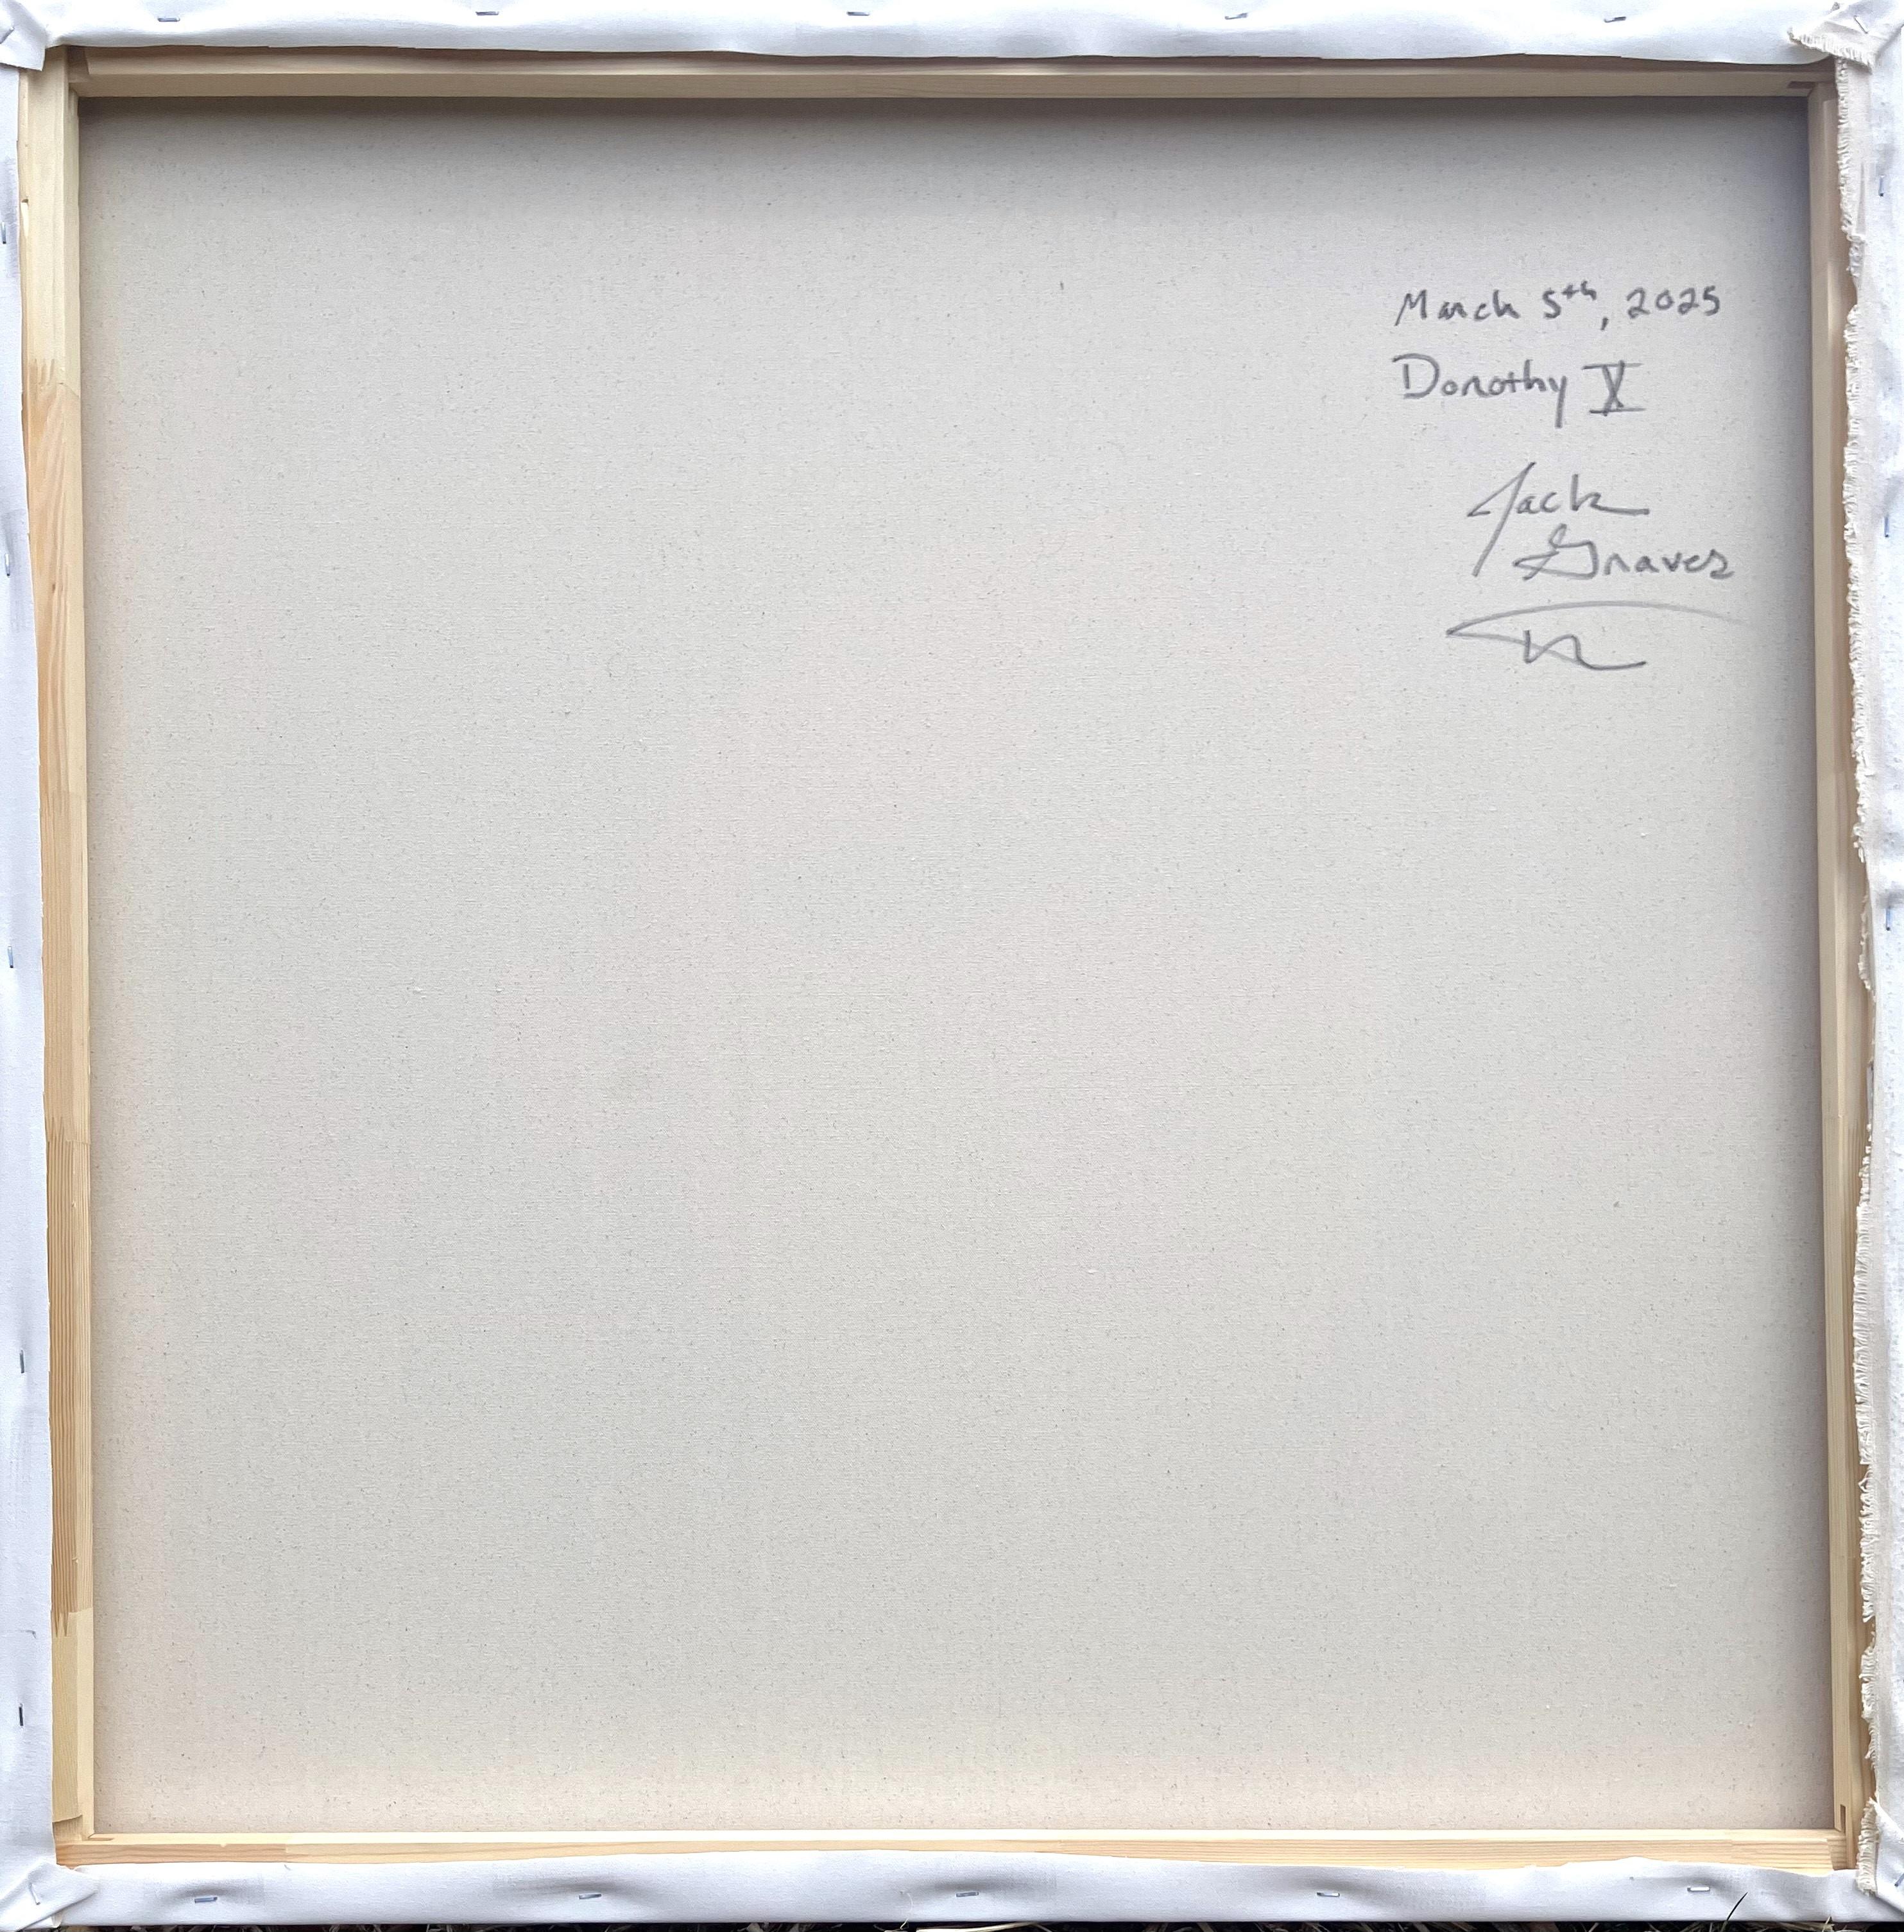 March 5th, 2025
Dorothy X
Jack
Graves